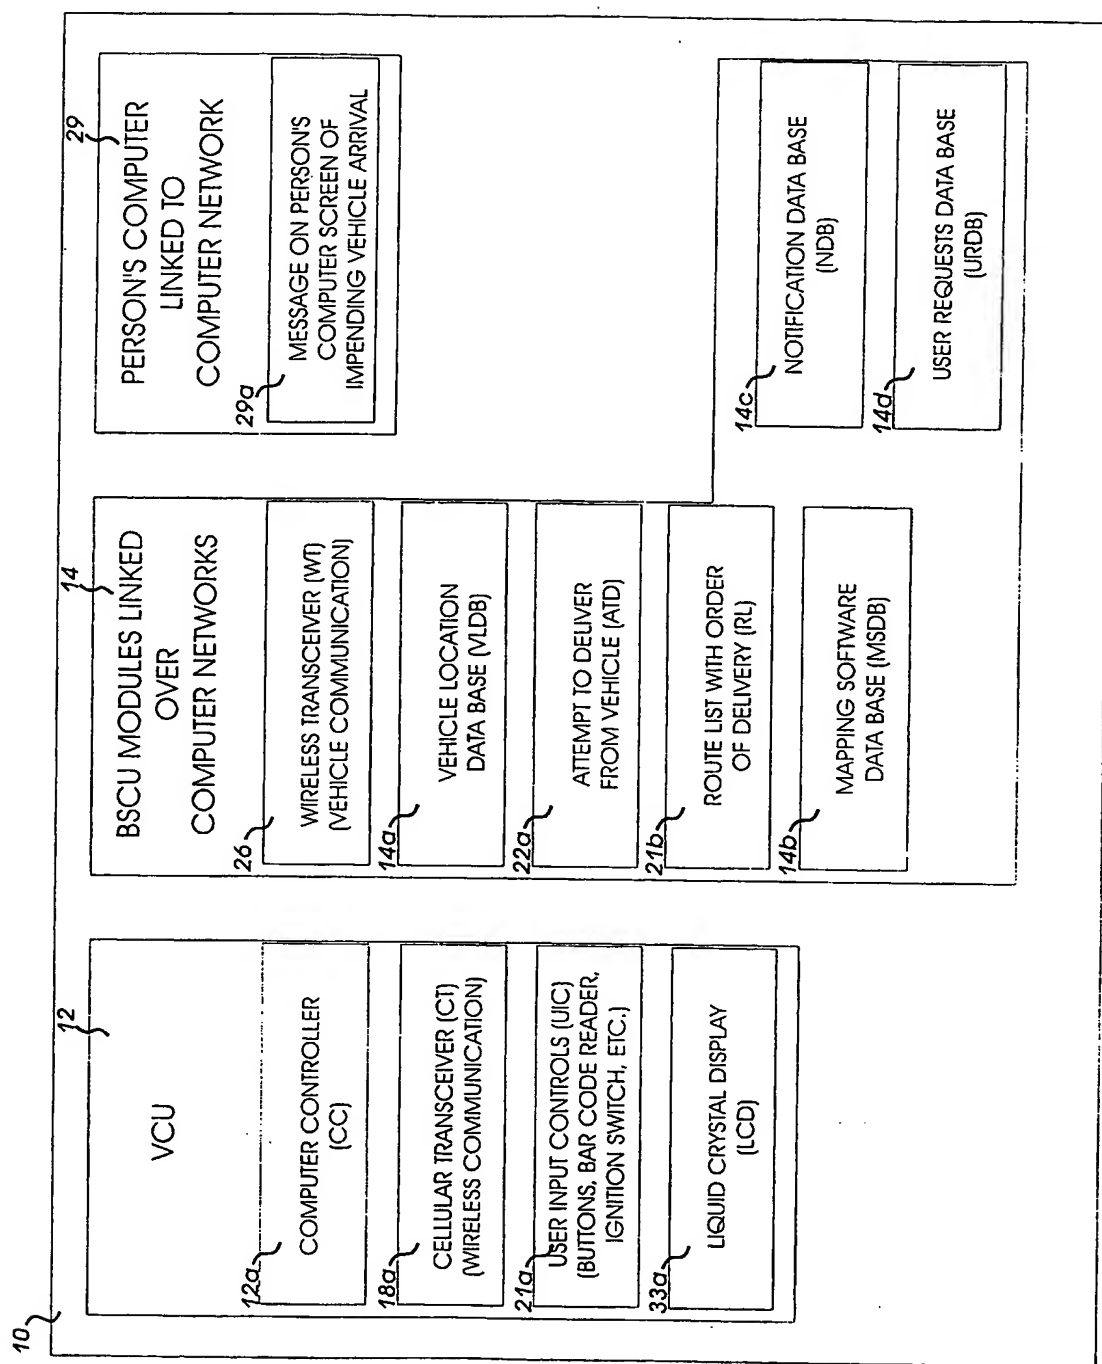 10
12
VCU
12a
COMPUTER CONTROLLER
(CC)
18a
CELLULAR TRANSCEIVER (CT)
(WIRELESS COMMUNICATION)
21a
USER INPUT CONTROLS (UIC)
(BUTTONS, BAR CODE READER,
IGNITION SWITCH, ETC.)
33a
LIQUID CRYSTAL DISPLAY
(LCD)
14
BSCU MODULES LINKED
OVER
COMPUTER NETWORKS
26
WIRELESS TRANSCEIVER (WT)
(VEHICLE COMMUNICATION)
14a
VEHICLE LOCATION
DATA BASE (VLDB)
22a
ATTEMPT TO DELIVER
FROM VEHICLE (ATD)
21b
ROUTE LIST WITH ORDER
OF DELIVERY (RL)
14b
MAPPING SOFTWARE
DATA BASE (MSDB)
14c
NOTIFICATION DATA BASE
(NDB)
14d
USER REQUESTS DATA BASE
(URDB)
29
PERSON'S COMPUTER
LINKED TO
COMPUTER NETWORK
29a
MESSAGE ON PERSON'S
COMPUTER SCREEN OF
IMPENDING VEHICLE ARRIVAL